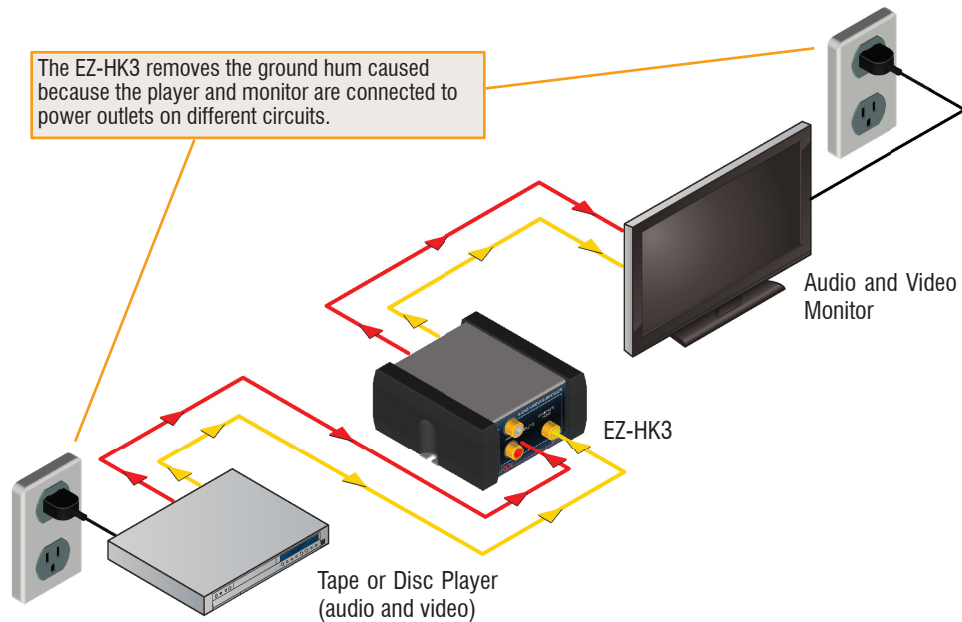 The EZ-HK3 removes the ground hum caused
because the player and monitor are connected to
power outlets on different circuits.
Audio and Video
Monitor
EZ-HK3
Tape or Disc Player
(audio and video)